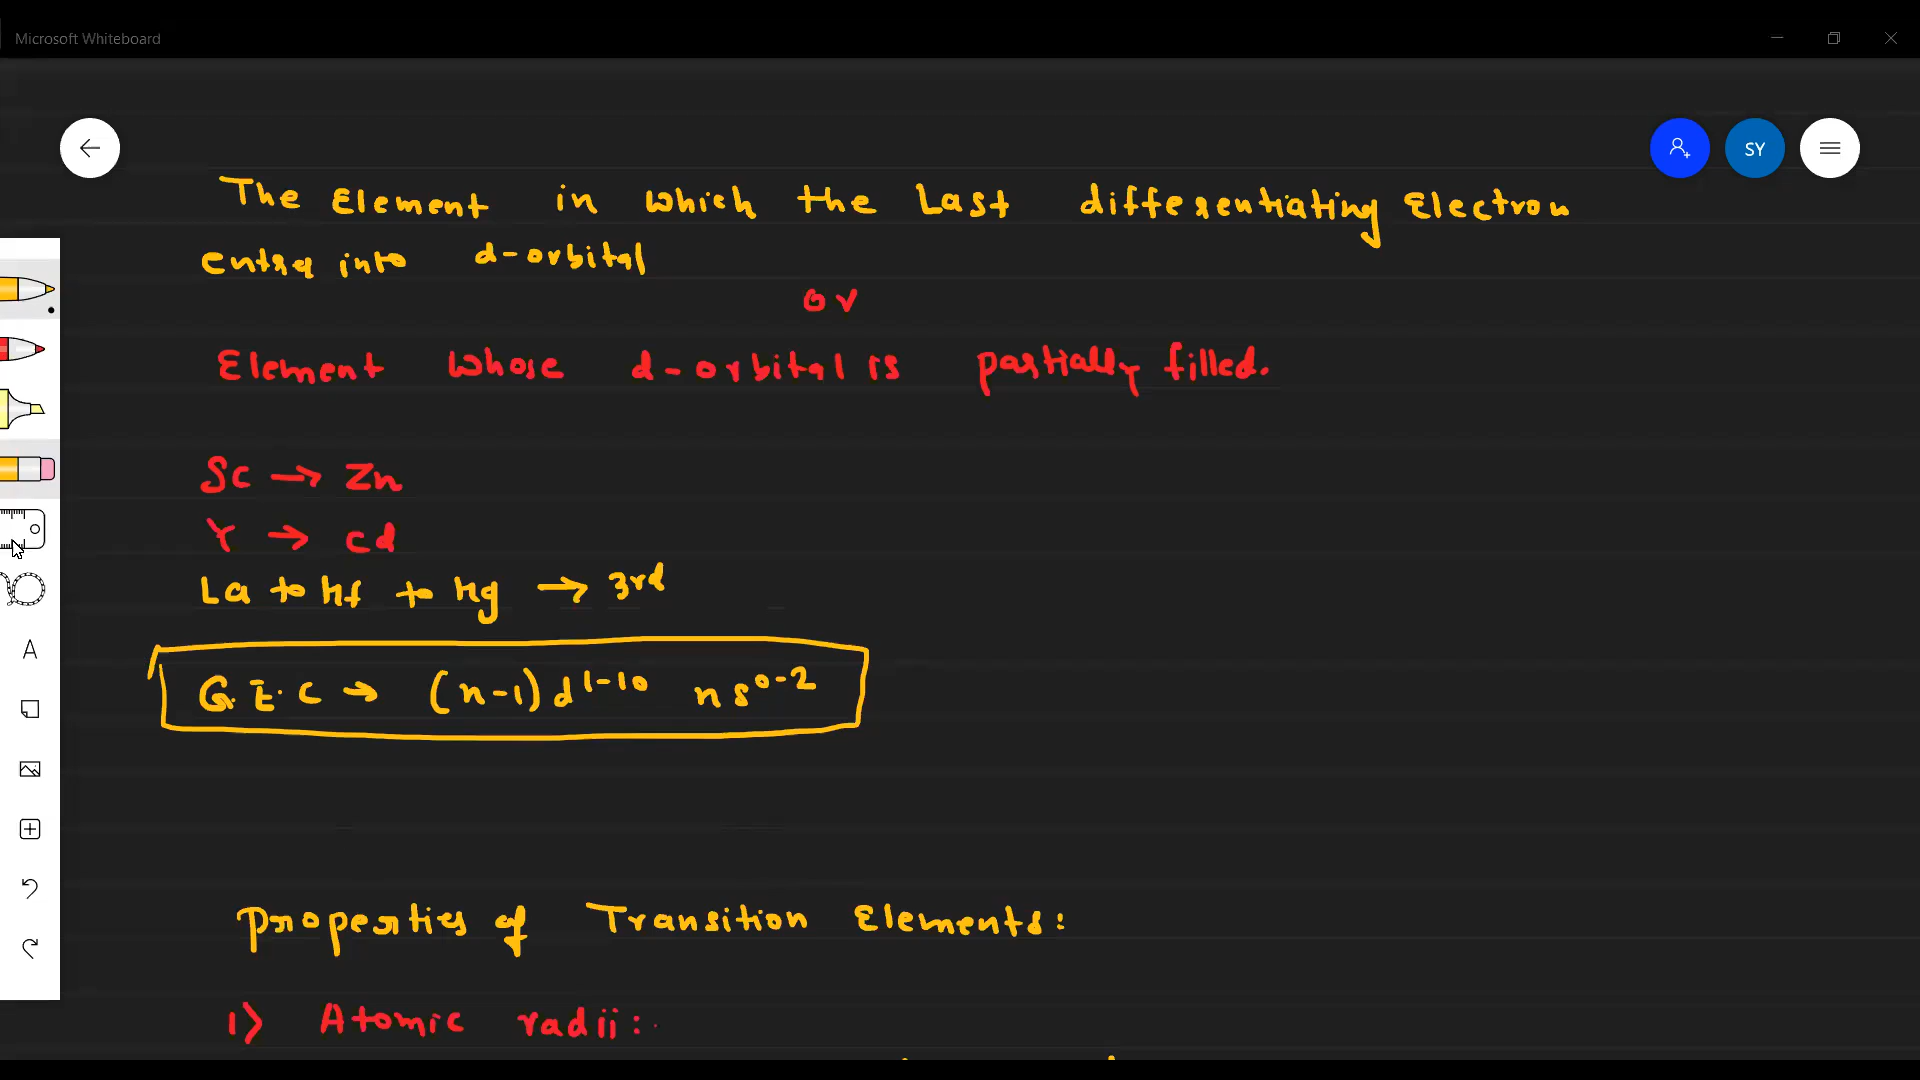 Microsoft Whiteboard
SY
The Element in which the Last differentiating Electron
entre into d-orbital
or
Element whose d-orbital is partially filled.
Sc → Zn
Y → cd
La to hf to hg → 3rd
G.E.C → (n-1)d¹⁻¹⁰ ns⁰⁻²
A
Properties of Transition Elements:
1) Atomic radii: